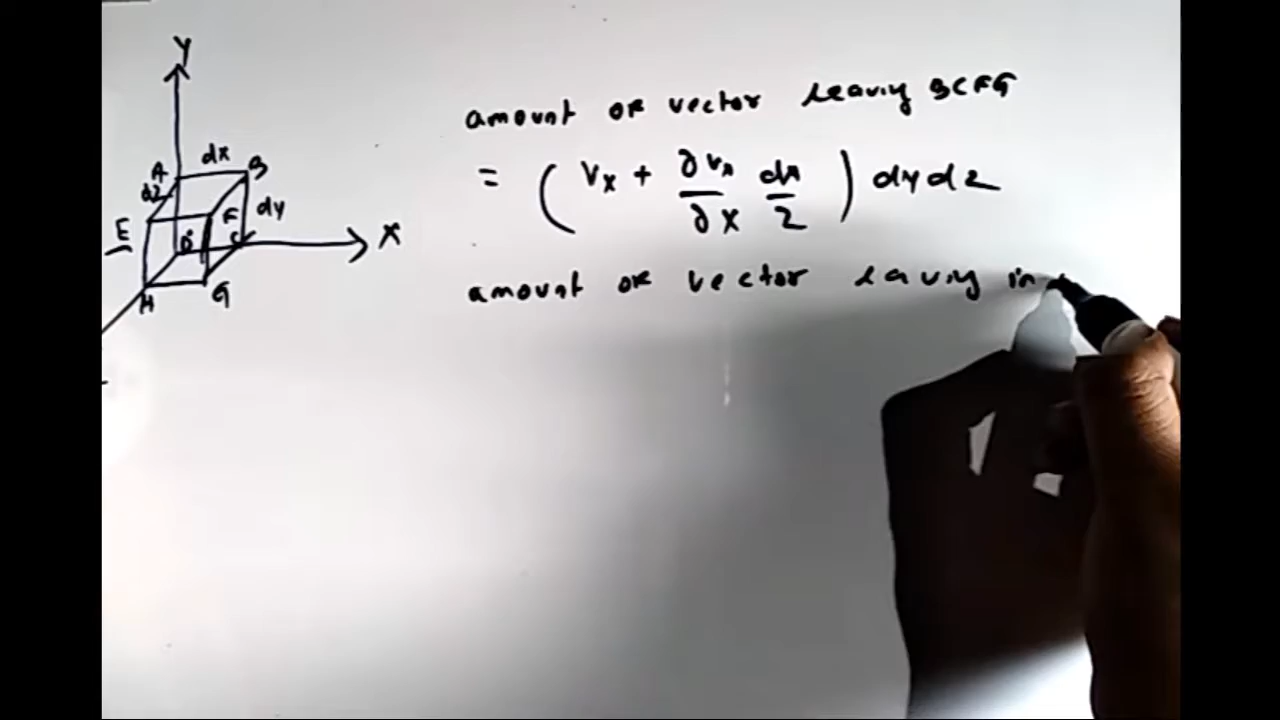 Y
amount of vector leaving BCFG
= ( Vx + ∂Vx/∂x dx/2 ) dy dz
amount of vector leaving in
A dx B
dz
E F dy
D C X
H G